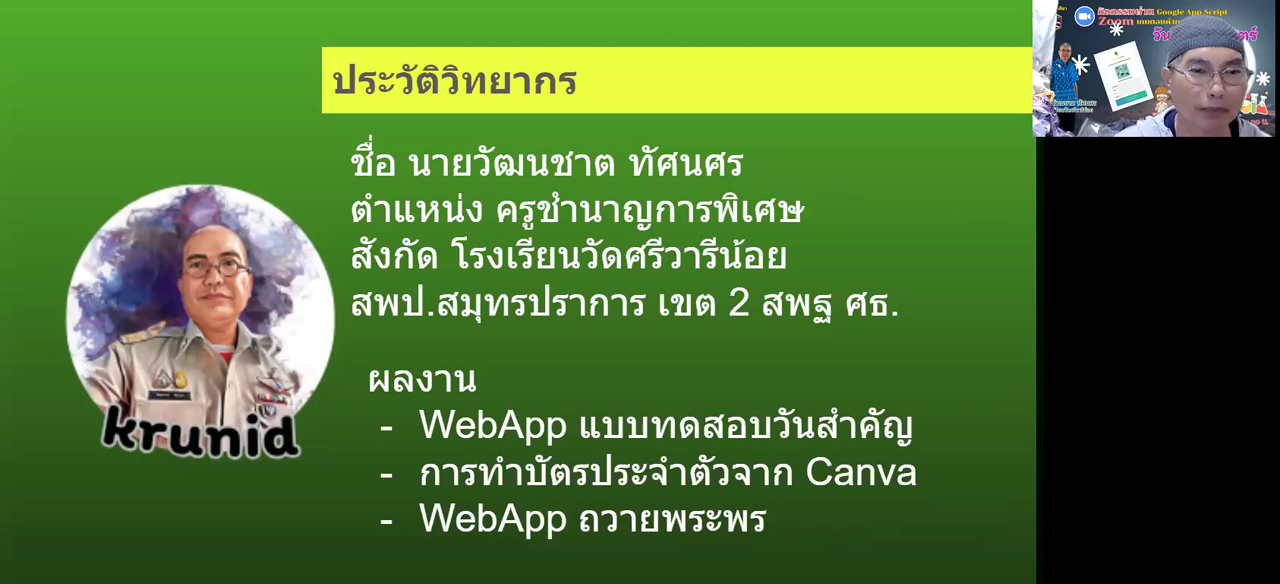 ประวัติวิทยากร
ชื่อ นายวัฒนชาต ทัศนศร
ตำแหน่ง ครูชำนาญการพิเศษ
สังกัด โรงเรียนวัดศรีวารีน้อย
สพป.สมุทรปราการ เขต 2 สพฐ ศธ.
krunid
ผลงาน
- WebApp แบบทดสอบวันสำคัญ
- การทำบัตรประจำตัวจาก Canva
- WebApp ถวายพระพร
Google App Script
Zoom